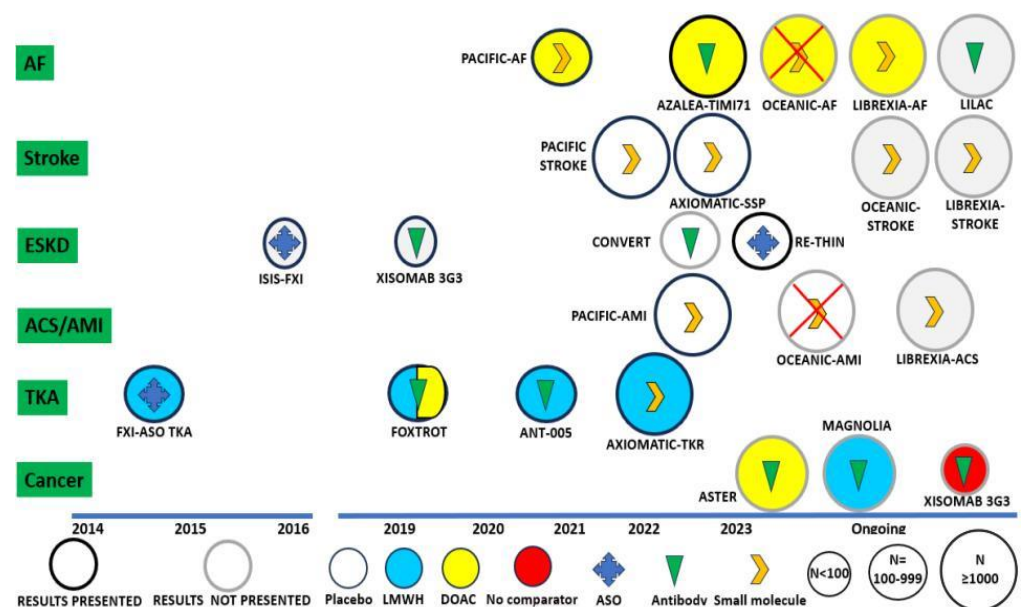 AF
PACIFIC-AF
AZALEA-TIMI71
OCEANIC-AF
LIBREXIA-AF
LILAC
Stroke
PACIFIC
STROKE
AXIOMATIC-SSP
OCEANIC-
STROKE
LIBREXIA-
STROKE
ESKD
ISIS-FXI
XISOMAB 3G3
CONVERT
RE-THIN
ACS/AMI
PACIFIC-AMI
OCEANIC-AMI
LIBREXIA-ACS
TKA
FXI-ASO TKA
FOXTROT
ANT-005
AXIOMATIC-TKR
MAGNOLIA
Cancer
ASTER
XISOMAB 3G3
2014 2015 2016 2019 2020 2021 2022 2023 Ongoing
RESULTS PRESENTED
RESULTS NOT PRESENTED
Placebo
LMWH
DOAC
No comparator
ASO
Antibody
Small molecule
N<100
N=
100-999
N
≥1000